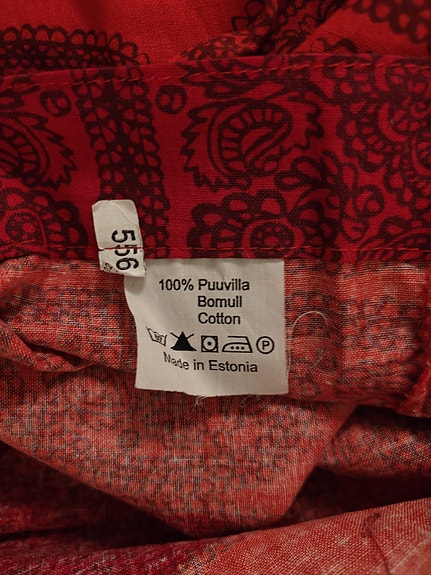 556
100% Puuvilla
Bomull
Cotton
P
Made in Estonia